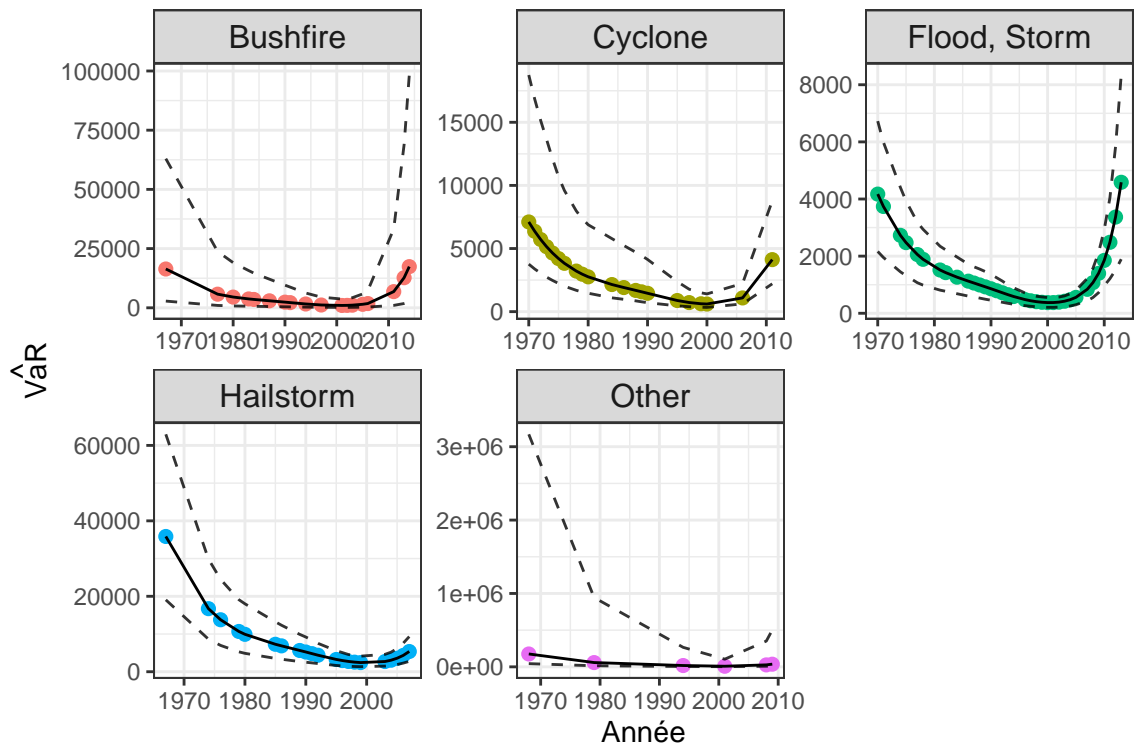 Bushfire
Cyclone
Flood, Storm
100000
75000
50000
25000
0
1970 1980 1990 2000 2010
15000
10000
5000
0
1970 1980 1990 2000 2010
8000
6000
4000
2000
0
1970 1980 1990 2000 2010
Hailstorm
Other
60000
40000
20000
0
1970 1980 1990 2000
3e+06
2e+06
1e+06
0e+00
1970 1980 1990 2000 2010
VâR
Année